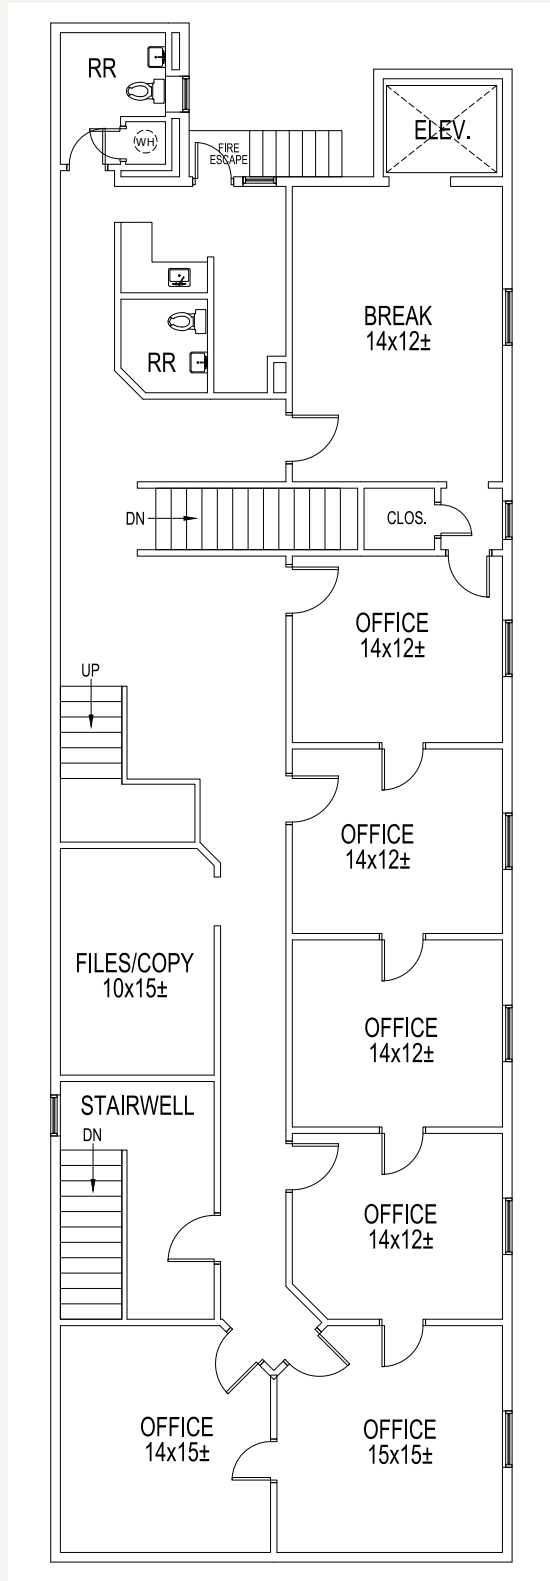 RR
ELEV.
WH
FIRE
ESCAPE
BREAK
14x12±
RR
DN
CLOS.
OFFICE
14x12±
UP
OFFICE
14x12±
FILES/COPY
10x15±
OFFICE
14x12±
STAIRWELL
DN
OFFICE
14x12±
OFFICE
14x15±
OFFICE
15x15±